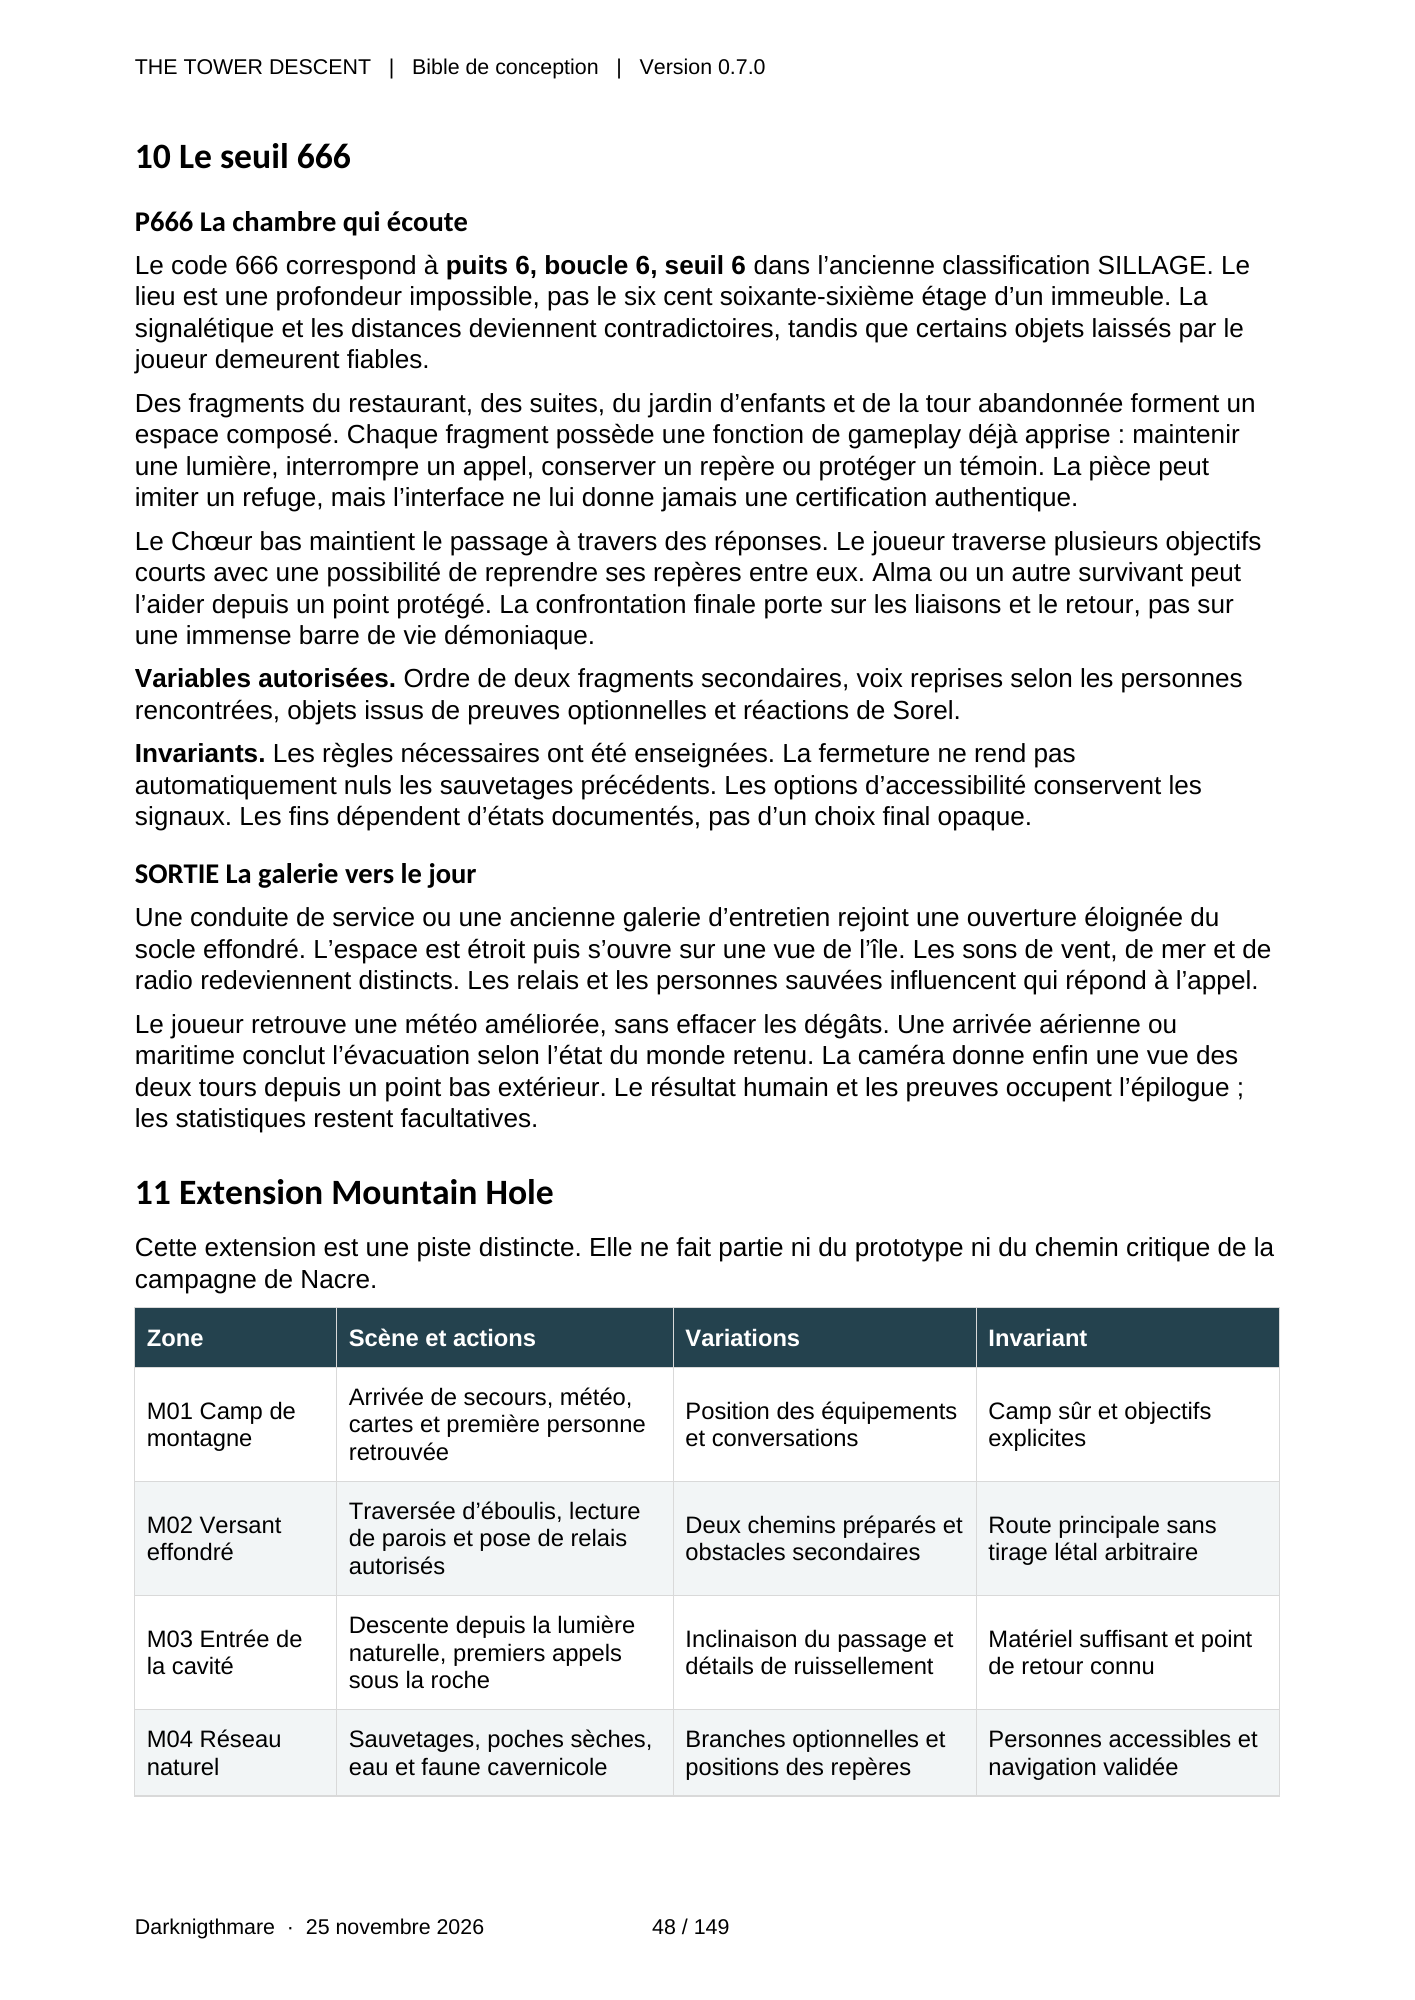 THE TOWER DESCENT | Bible de conception | Version 0.7.0
10 Le seuil 666
P666 La chambre qui écoute
Le code 666 correspond à puits 6, boucle 6, seuil 6 dans l’ancienne classification SILLAGE. Le
lieu est une profondeur impossible, pas le six cent soixante-sixième étage d’un immeuble. La
signalétique et les distances deviennent contradictoires, tandis que certains objets laissés par le
joueur demeurent fiables.
Des fragments du restaurant, des suites, du jardin d’enfants et de la tour abandonnée forment un
espace composé. Chaque fragment possède une fonction de gameplay déjà apprise : maintenir
une lumière, interrompre un appel, conserver un repère ou protéger un témoin. La pièce peut
imiter un refuge, mais l’interface ne lui donne jamais une certification authentique.
Le Chœur bas maintient le passage à travers des réponses. Le joueur traverse plusieurs objectifs
courts avec une possibilité de reprendre ses repères entre eux. Alma ou un autre survivant peut
l’aider depuis un point protégé. La confrontation finale porte sur les liaisons et le retour, pas sur
une immense barre de vie démoniaque.
Variables autorisées. Ordre de deux fragments secondaires, voix reprises selon les personnes
rencontrées, objets issus de preuves optionnelles et réactions de Sorel.
Invariants. Les règles nécessaires ont été enseignées. La fermeture ne rend pas
automatiquement nuls les sauvetages précédents. Les options d’accessibilité conservent les
signaux. Les fins dépendent d’états documentés, pas d’un choix final opaque.
SORTIE La galerie vers le jour
Une conduite de service ou une ancienne galerie d’entretien rejoint une ouverture éloignée du
socle effondré. L’espace est étroit puis s’ouvre sur une vue de l’île. Les sons de vent, de mer et de
radio redeviennent distincts. Les relais et les personnes sauvées influencent qui répond à l’appel.
Le joueur retrouve une météo améliorée, sans effacer les dégâts. Une arrivée aérienne ou
maritime conclut l’évacuation selon l’état du monde retenu. La caméra donne enfin une vue des
deux tours depuis un point bas extérieur. Le résultat humain et les preuves occupent l’épilogue ;
les statistiques restent facultatives.
11 Extension Mountain Hole
Cette extension est une piste distincte. Elle ne fait partie ni du prototype ni du chemin critique de la
campagne de Nacre.
Zone
Scène et actions
Variations
Invariant
M01 Camp de
montagne
Arrivée de secours, météo,
cartes et première personne
retrouvée
Position des équipements
et conversations
Camp sûr et objectifs
explicites
M02 Versant
effondré
Traversée d’éboulis, lecture
de parois et pose de relais
autorisés
Deux chemins préparés et
obstacles secondaires
Route principale sans
tirage létal arbitraire
M03 Entrée de
la cavité
Descente depuis la lumière
naturelle, premiers appels
sous la roche
Inclinaison du passage et
détails de ruissellement
Matériel suffisant et point
de retour connu
M04 Réseau
naturel
Sauvetages, poches sèches,
eau et faune cavernicole
Branches optionnelles et
positions des repères
Personnes accessibles et
navigation validée
Darknigthmare · 25 novembre 2026
48 / 149